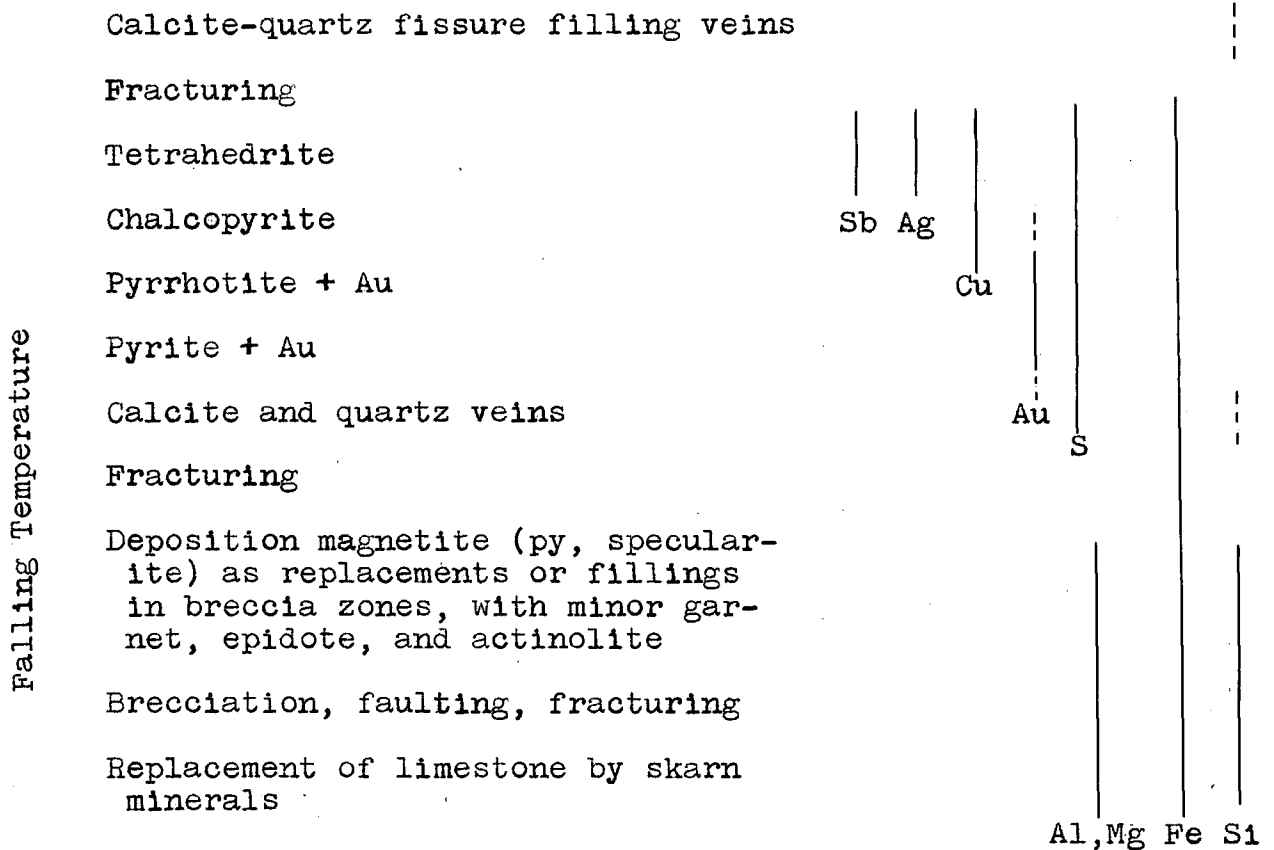 Calcite-quartz fissure filling veins
Fracturing
Tetrahedrite
Chalcopyrite
Sb Ag
Pyrrhotite + Au
Cu
Pyrite + Au
Calcite and quartz veins
Au
S
Fracturing
Deposition magnetite (py, specular-
ite) as replacements or fillings
in breccia zones, with minor gar-
net, epidote, and actinolite
Brecciation, faulting, fracturing
Replacement of limestone by skarn
minerals
Al,Mg Fe Si
Falling Temperature